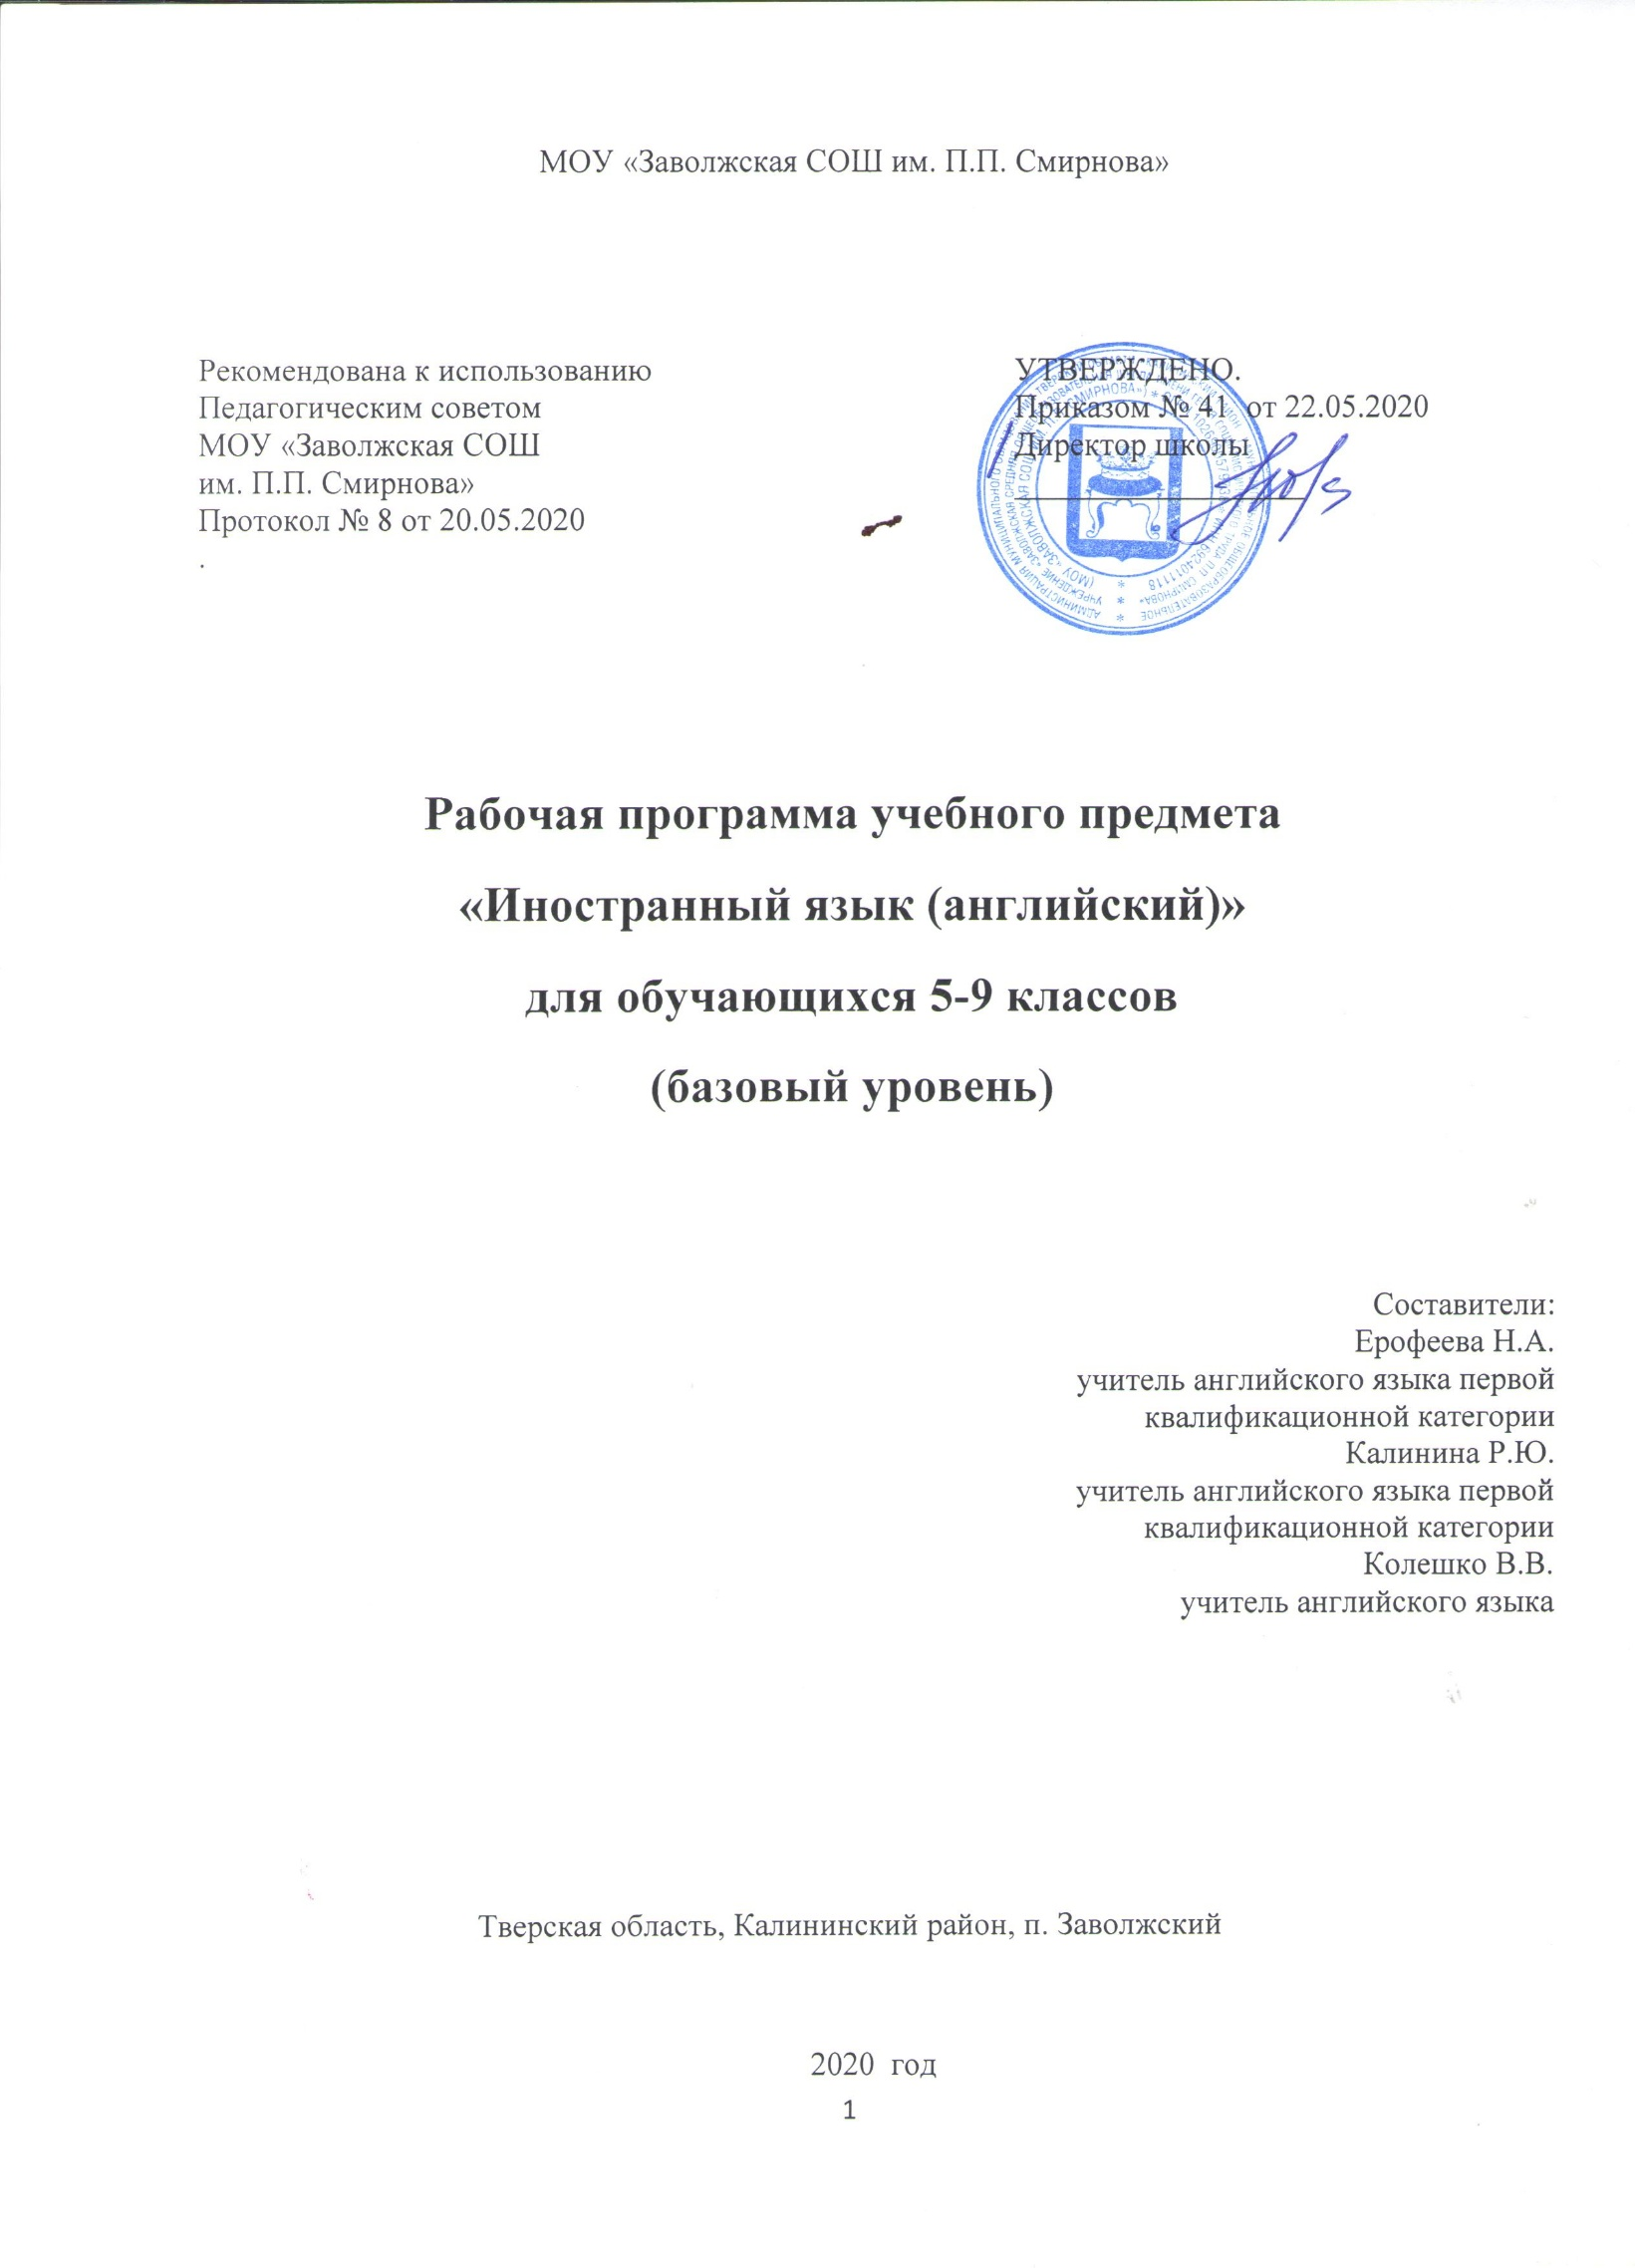 МОУ «Заволжская СОШ им. П.П. Смирнова»
Рекомендована к использованию
Педагогическим советом
МОУ «Заволжская СОШ
им. П.П. Смирнова»
Протокол № 8 от 20.05.2020
.
УТВЕРЖДЕНО.
Приказом № 41 от 22.05.2020
Директор школы
Рабочая программа учебного предмета
«Иностранный язык (английский)»
для обучающихся 5-9 классов
(базовый уровень)
Составители:
Ерофеева Н.А.
учитель английского языка первой
квалификационной категории
Калинина Р.Ю.
учитель английского языка первой
квалификационной категории
Колешко В.В.
учитель английского языка
Тверская область, Калининский район, п. Заволжский
2020 год
1